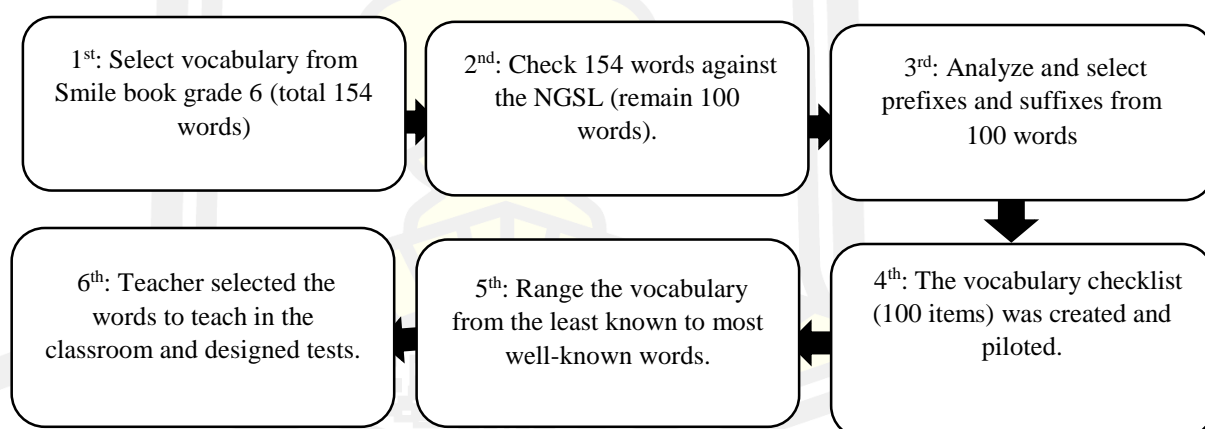 1st: Select vocabulary from
Smile book grade 6 (total 154
words)
2nd: Check 154 words against
the NGSL (remain 100
words).
3rd: Analyze and select
prefixes and suffixes from
100 words
4th: The vocabulary checklist
(100 items) was created and
piloted.
5th: Range the vocabulary
from the least known to most
well-known words.
6th: Teacher selected the
words to teach in the
classroom and designed tests.